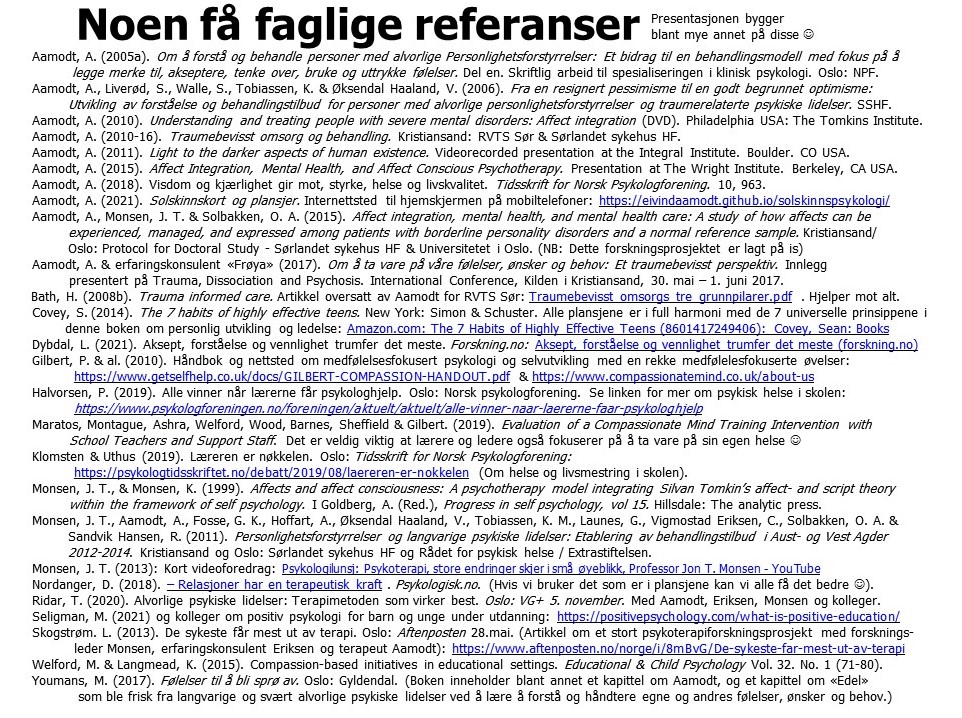 Noen få faglige referanser
Presentasjonen bygger
blant mye annet på disse ☺
Aamodt, A. (2005a). Om å forstå og behandle personer med alvorlige Personlighetsforstyrrelser: Et bidrag til en behandlingsmodell med fokus på å
legge merke til, akseptere, tenke over, bruke og uttrykke følelser. Del en. Skriftlig arbeid til spesialiseringen i klinisk psykologi. Oslo: NPF.
Aamodt, A., Liverød, S., Walle, S., Tobiassen, K. & Øksendal Haaland, V. (2006). Fra en resignert pessimisme til en godt begrunnet optimisme:
Utvikling av forståelse og behandlingstilbud for personer med alvorlige personlighetsforstyrrelser og traumerelaterte psykiske lidelser. SSHF.
Aamodt, A. (2010). Understanding and treating people with severe mental disorders: Affect integration (DVD). Philadelphia USA: The Tomkins Institute.
Aamodt, A. (2010-16). Traumebevisst omsorg og behandling. Kristiansand: RVTS Sør & Sørlandet sykehus HF.
Aamodt, A. (2011). Light to the darker aspects of human existence. Videorecorded presentation at the Integral Institute. Boulder. CO USA.
Aamodt, A. (2015). Affect Integration, Mental Health, and Affect Conscious Psychotherapy. Presentation at The Wright Institute. Berkeley, CA USA.
Aamodt, A. (2018). Visdom og kjærlighet gir mot, styrke, helse og livskvalitet. Tidsskrift for Norsk Psykologforening. 10, 963.
Aamodt, A. (2021). Solskinnskort og plansjer. Internettsted til hjemskjermen på mobiltelefoner: https://eivindaamodt.github.io/solskinnspsykologi/
Aamodt, A., Monsen, J. T. & Solbakken, O. A. (2015). Affect integration, mental health, and mental health care: A study of how affects can be
experienced, managed, and expressed among patients with borderline personality disorders and a normal reference sample. Kristiansand/
Oslo: Protocol for Doctoral Study - Sørlandet sykehus HF & Universitetet i Oslo. (NB: Dette forskningsprosjektet er lagt på is)
Aamodt, A. & erfaringskonsulent «Frøya» (2017). Om å ta vare på våre følelser, ønsker og behov: Et traumebevisst perspektiv. Innlegg
presentert på Trauma, Dissociation and Psychosis. International Conference, Kilden i Kristiansand, 30. mai – 1. juni 2017.
Bath, H. (2008b). Trauma informed care. Artikkel oversatt av Aamodt for RVTS Sør: Traumebevisst_omsorgs_tre_grunnpilarer.pdf . Hjelper mot alt.
Covey, S. (2014). The 7 habits of highly effective teens. New York: Simon & Schuster. Alle plansjene er i full harmoni med de 7 universelle prinsippene i
denne boken om personlig utvikling og ledelse: Amazon.com: The 7 Habits of Highly Effective Teens (8601417249406): Covey, Sean: Books
Dybdal, L. (2021). Aksept, forståelse og vennlighet trumfer det meste. Forskning.no: Aksept, forståelse og vennlighet trumfer det meste (forskning.no)
Gilbert, P. & al. (2010). Håndbok og nettsted om medfølelsesfokusert psykologi og selvutvikling med en rekke medfølelesfokuserte øvelser:
https://www.getselfhelp.co.uk/docs/GILBERT-COMPASSION-HANDOUT.pdf & https://www.compassionatemind.co.uk/about-us
Halvorsen, P. (2019). Alle vinner når lærerne får psykologhjelp. Oslo: Norsk psykologforening. Se linken for mer om psykisk helse i skolen:
https://www.psykologforeningen.no/foreningen/aktuelt/aktuelt/alle-vinner-naar-laererne-faar-psykologhjelp
Maratos, Montague, Ashra, Welford, Wood, Barnes, Sheffield & Gilbert. (2019). Evaluation of a Compassionate Mind Training Intervention with
School Teachers and Support Staff. Det er veldig viktig at lærere og ledere også fokuserer på å ta vare på sin egen helse ☺
Klomsten & Uthus (2019). Læreren er nøkkelen. Oslo: Tidsskrift for Norsk Psykologforening:
https://psykologtidsskriftet.no/debatt/2019/08/laereren-er-nokkelen (Om helse og livsmestring i skolen).
Monsen, J. T., & Monsen, K. (1999). Affects and affect consciousness: A psychotherapy model integrating Silvan Tomkin’s affect- and script theory
within the framework of self psychology. I Goldberg, A. (Red.), Progress in self psychology, vol 15. Hillsdale: The analytic press.
Monsen, J. T., Aamodt, A., Fosse, G. K., Hoffart, A., Øksendal Haaland, V., Tobiassen, K. M., Launes, G., Vigmostad Eriksen, C., Solbakken, O. A. &
Sandvik Hansen, R. (2011). Personlighetsforstyrrelser og langvarige psykiske lidelser: Etablering av behandlingstilbud i Aust- og Vest Agder
2012-2014. Kristiansand og Oslo: Sørlandet sykehus HF og Rådet for psykisk helse / Extrastiftelsen.
Monsen, J. T. (2013): Kort videoforedrag: Psykologilunsj: Psykoterapi, store endringer skjer i små øyeblikk, Professor Jon T. Monsen - YouTube
Nordanger, D. (2018). – Relasjoner har en terapeutisk kraft . Psykologisk.no. (Hvis vi bruker det som er i plansjene kan vi alle få det bedre ☺).
Ridar, T. (2020). Alvorlige psykiske lidelser: Terapimetoden som virker best. Oslo: VG+ 5. november. Med Aamodt, Eriksen, Monsen og kolleger.
Seligman, M. (2021) og kolleger om positiv psykologi for barn og unge under utdanning: https://positivepsychology.com/what-is-positive-education/
Skogstrøm. L. (2013). De sykeste får mest ut av terapi. Oslo: Aftenposten 28.mai. (Artikkel om et stort psykoterapiforskningsprosjekt med forsknings-
leder Monsen, erfaringskonsulent Eriksen og terapeut Aamodt): https://www.aftenposten.no/norge/i/8mBvG/De-sykeste-far-mest-ut-av-terapi
Welford, M. & Langmead, K. (2015). Compassion-based initiatives in educational settings. Educational & Child Psychology Vol. 32. No. 1 (71-80).
Youmans, M. (2017). Følelser til å bli sprø av. Oslo: Gyldendal. (Boken inneholder blant annet et kapittel om Aamodt, og et kapittel om «Edel»
som ble frisk fra langvarige og svært alvorlige psykiske lidelser ved å lære å forstå og håndtere egne og andres følelser, ønsker og behov.)